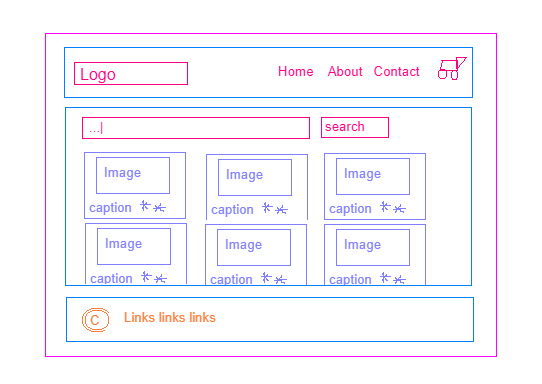 Logo
Home About Contact
...|
search
Image Image Image
caption caption caption
Image Image Image
caption caption caption
C Links links links